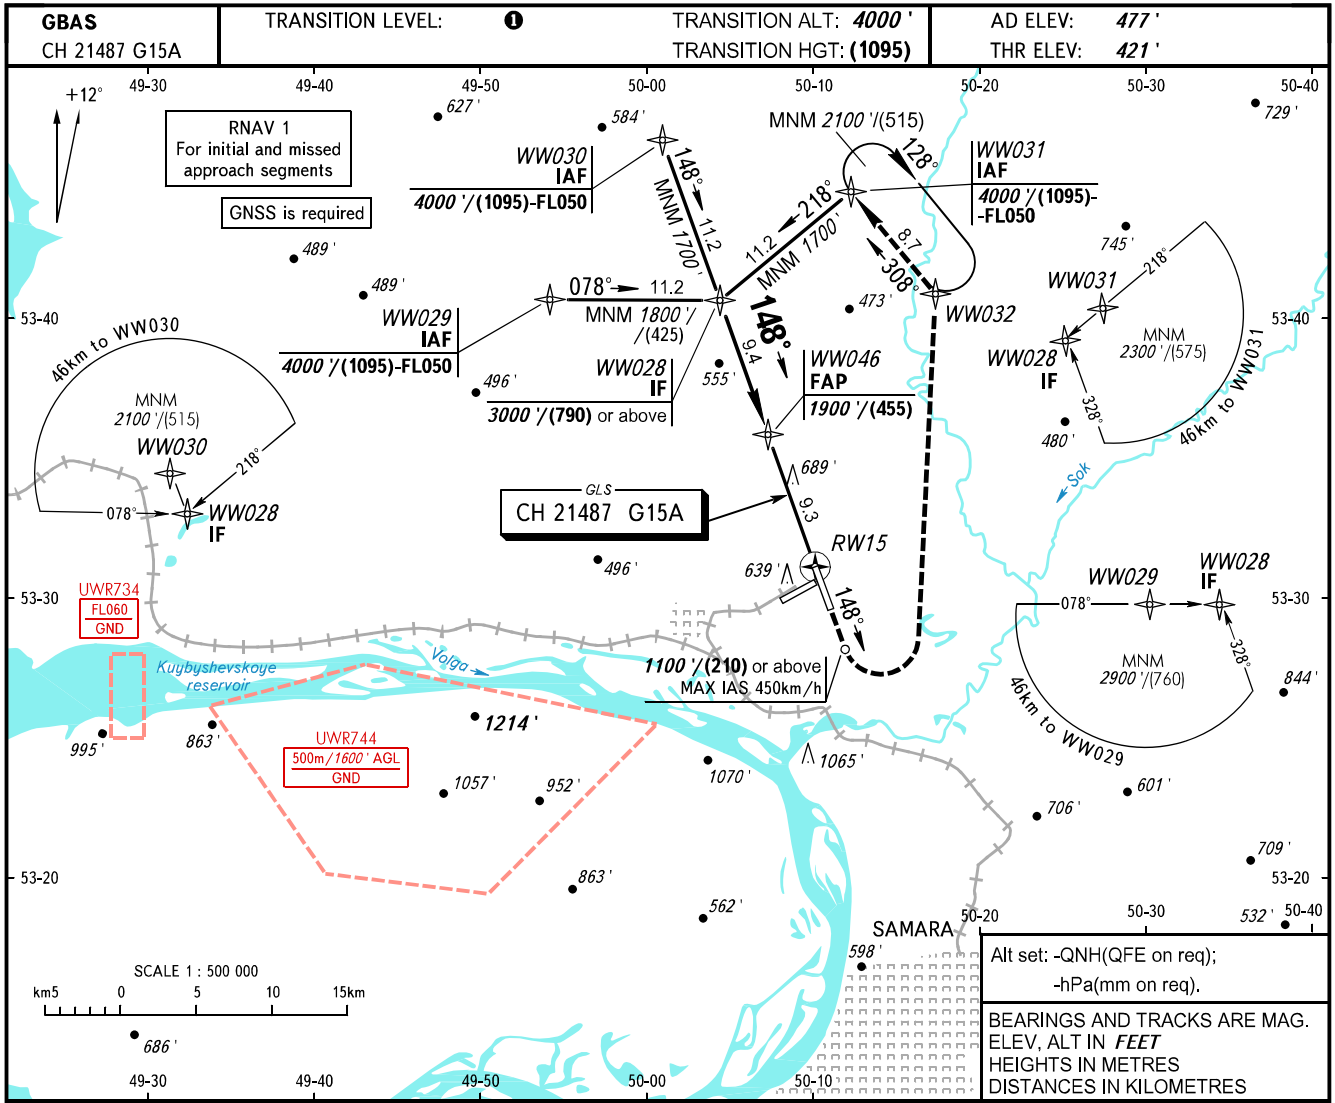 GBAS
CH 21487 G15A
TRANSITION LEVEL: 1
TRANSITION ALT: 4000 '
TRANSITION HGT: (1095)
AD ELEV: 477 '
THR ELEV: 421 '
49-30
49-40
49-50
50-00
50-10
50-20
50-30
50-40
+12°
RNAV 1
For initial and missed
approach segments
GNSS is required
627 '
584 '
729 '
WW030
IAF
4000 '/(1095)-FL050
148°
11.2
MNM 1700'
MNM 2100 '/(515)
128°
WW031
IAF
4000 '/(1095)-
-FL050
218°
11.2
MNM 1700'
8.7
308°
WW032
745 '
489 '
489 '
473 '
078°
11.2
MNM 1800'/
/(425)
WW029
IAF
4000 '/(1095)-FL050
WW028
IF
3000 '/(790) or above
148°
9.4
555 '
496 '
WW046
FAP
1900 '/(455)
53-40
53-40
WW031
218°
WW028
IF
328°
MNM
2300 '/(575)
46km to WW031
480 '
46km to WW030
MNM
2100 '/(515)
WW030
218°
078°
WW028
IF
689 '
9.3
GLS
CH 21487 G15A
RW15
639 '
496 '
Sok
53-30
53-30
UWR734
FL060
GND
148°
1100 '/(210) or above
MAX IAS 450km/h
WW029
WW028
IF
078°
328°
MNM
2900 '/(760)
46km to WW029
844 '
Kuybyshevskoye
reservoir
Volga
995 '
863 '
1214 '
UWR744
500m/1600 ' AGL
GND
1057 '
952 '
1070 '
1065 '
601 '
706 '
709 '
53-20
53-20
863 '
562 '
SAMARA
598 '
532 '
50-20
50-30
50-40
SCALE 1 : 500 000
km5 0 5 10 15km
686 '
49-30
49-40
49-50
50-00
50-10
Alt set: -QNH(QFE on req);
-hPa(mm on req).
BEARINGS AND TRACKS ARE MAG.
ELEV, ALT IN FEET
HEIGHTS IN METRES
DISTANCES IN KILOMETRES